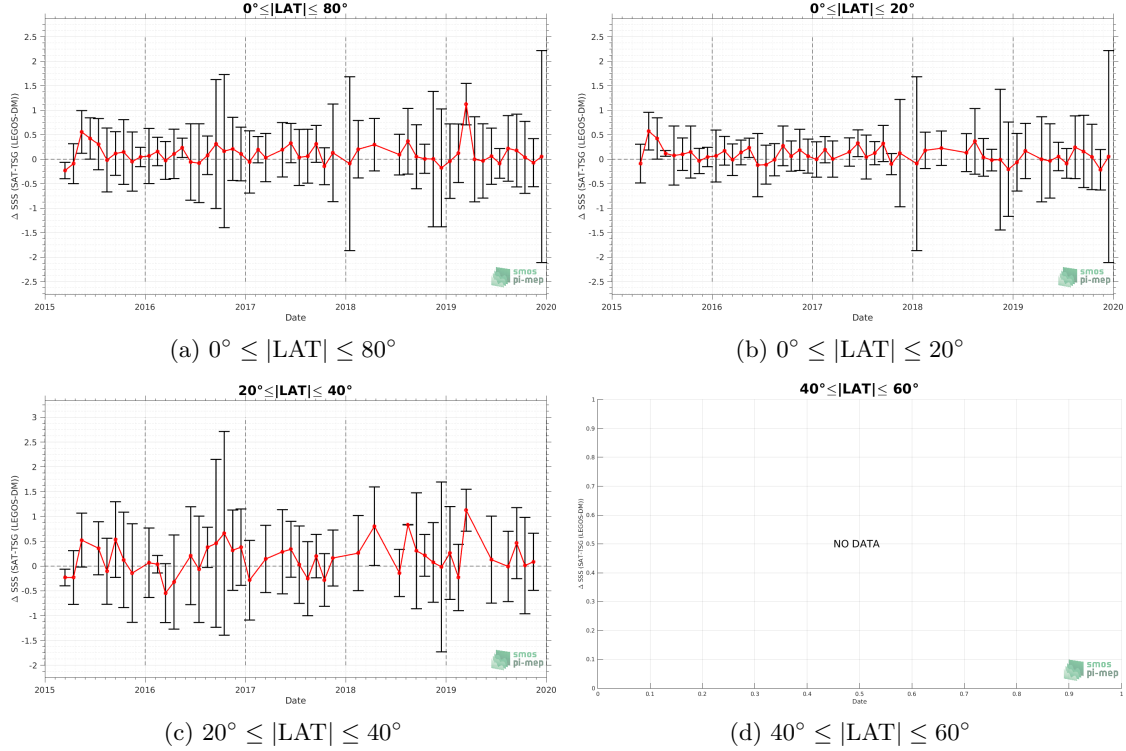 0°≤|LAT|≤ 80°
Δ SSS (SAT-TSG (LEGOS-DM))
2.5
2
1.5
1
0.5
0
-0.5
-1
-1.5
-2
-2.5
2015 2016 2017 2018 2019 2020
Date
smos
pi-mep
(a) 0° ≤ |LAT| ≤ 80°
0°≤|LAT|≤ 20°
Δ SSS (SAT-TSG (LEGOS-DM))
2.5
2
1.5
1
0.5
0
-0.5
-1
-1.5
-2
-2.5
2015 2016 2017 2018 2019 2020
Date
smos
pi-mep
(b) 0° ≤ |LAT| ≤ 20°
20°≤|LAT|≤ 40°
Δ SSS (SAT-TSG (LEGOS-DM))
3
2.5
2
1.5
1
0.5
0
-0.5
-1
-1.5
-2
2015 2016 2017 2018 2019 2020
Date
smos
pi-mep
(c) 20° ≤ |LAT| ≤ 40°
40°≤|LAT|≤ 60°
Δ SSS (SAT-TSG (LEGOS-DM))
1
0.9
0.8
0.7
0.6
0.5
0.4
0.3
0.2
0.1
0
NO DATA
0 0.1 0.2 0.3 0.4 0.5 0.6 0.7 0.8 0.9 1
Date
smos
pi-mep
(d) 40° ≤ |LAT| ≤ 60°